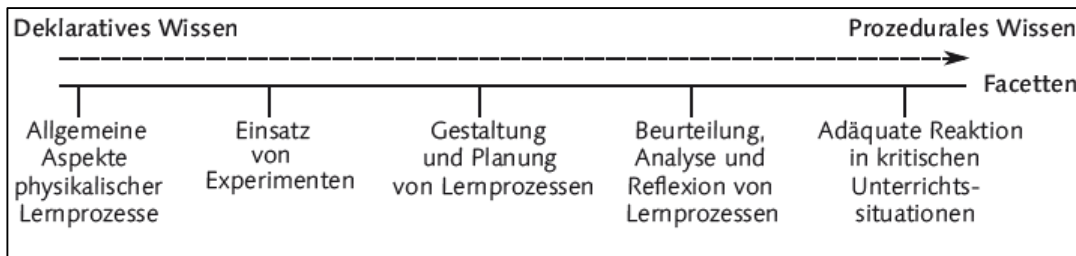 Deklaratives Wissen
Prozedurales Wissen
Facetten
Allgemeine
Aspekte
physikalischer
Lernprozesse
Einsatz
von
Experimenten
Gestaltung
und Planung
von Lernprozessen
Beurteilung,
Analyse und
Reflexion von
Lernprozessen
Adäquate Reaktion
in kritischen
Unterrichts-
situationen